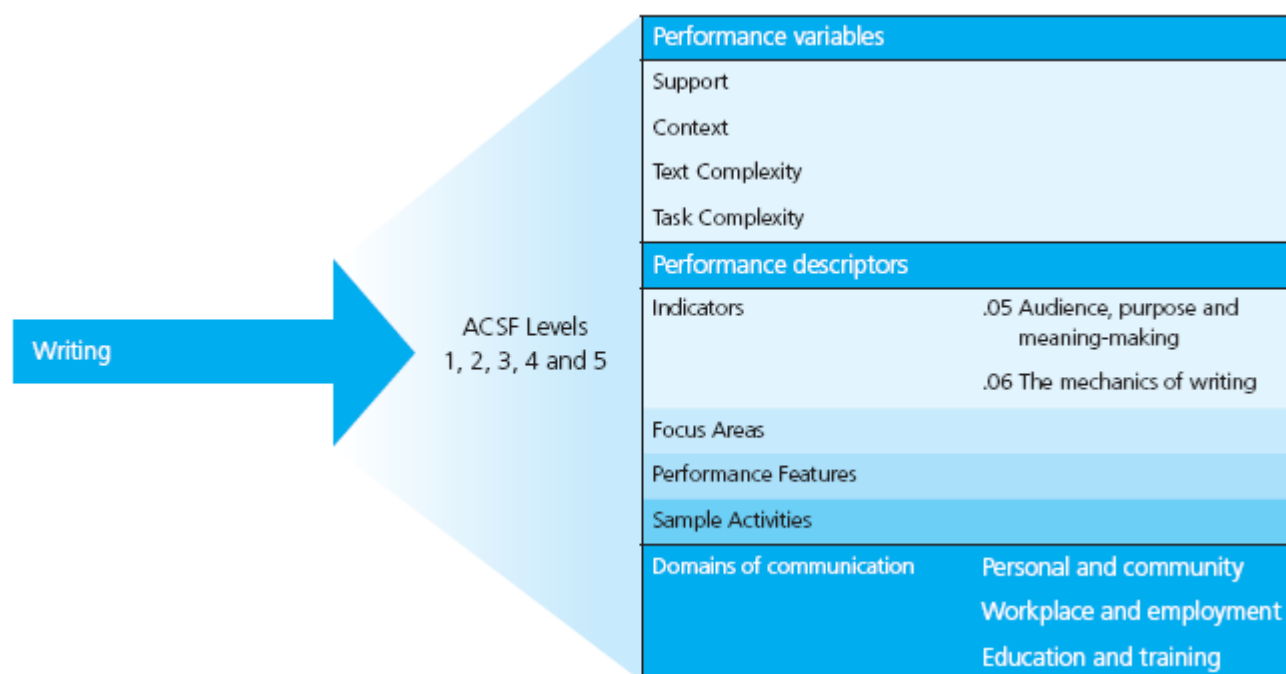 Writing
ACSF Levels
1, 2, 3, 4 and 5
Performance variables
Support
Context
Text Complexity
Task Complexity
Performance descriptors
Indicators
.05 Audience, purpose and
meaning-making
.06 The mechanics of writing
Focus Areas
Performance Features
Sample Activities
Domains of communication
Personal and community
Workplace and employment
Education and training